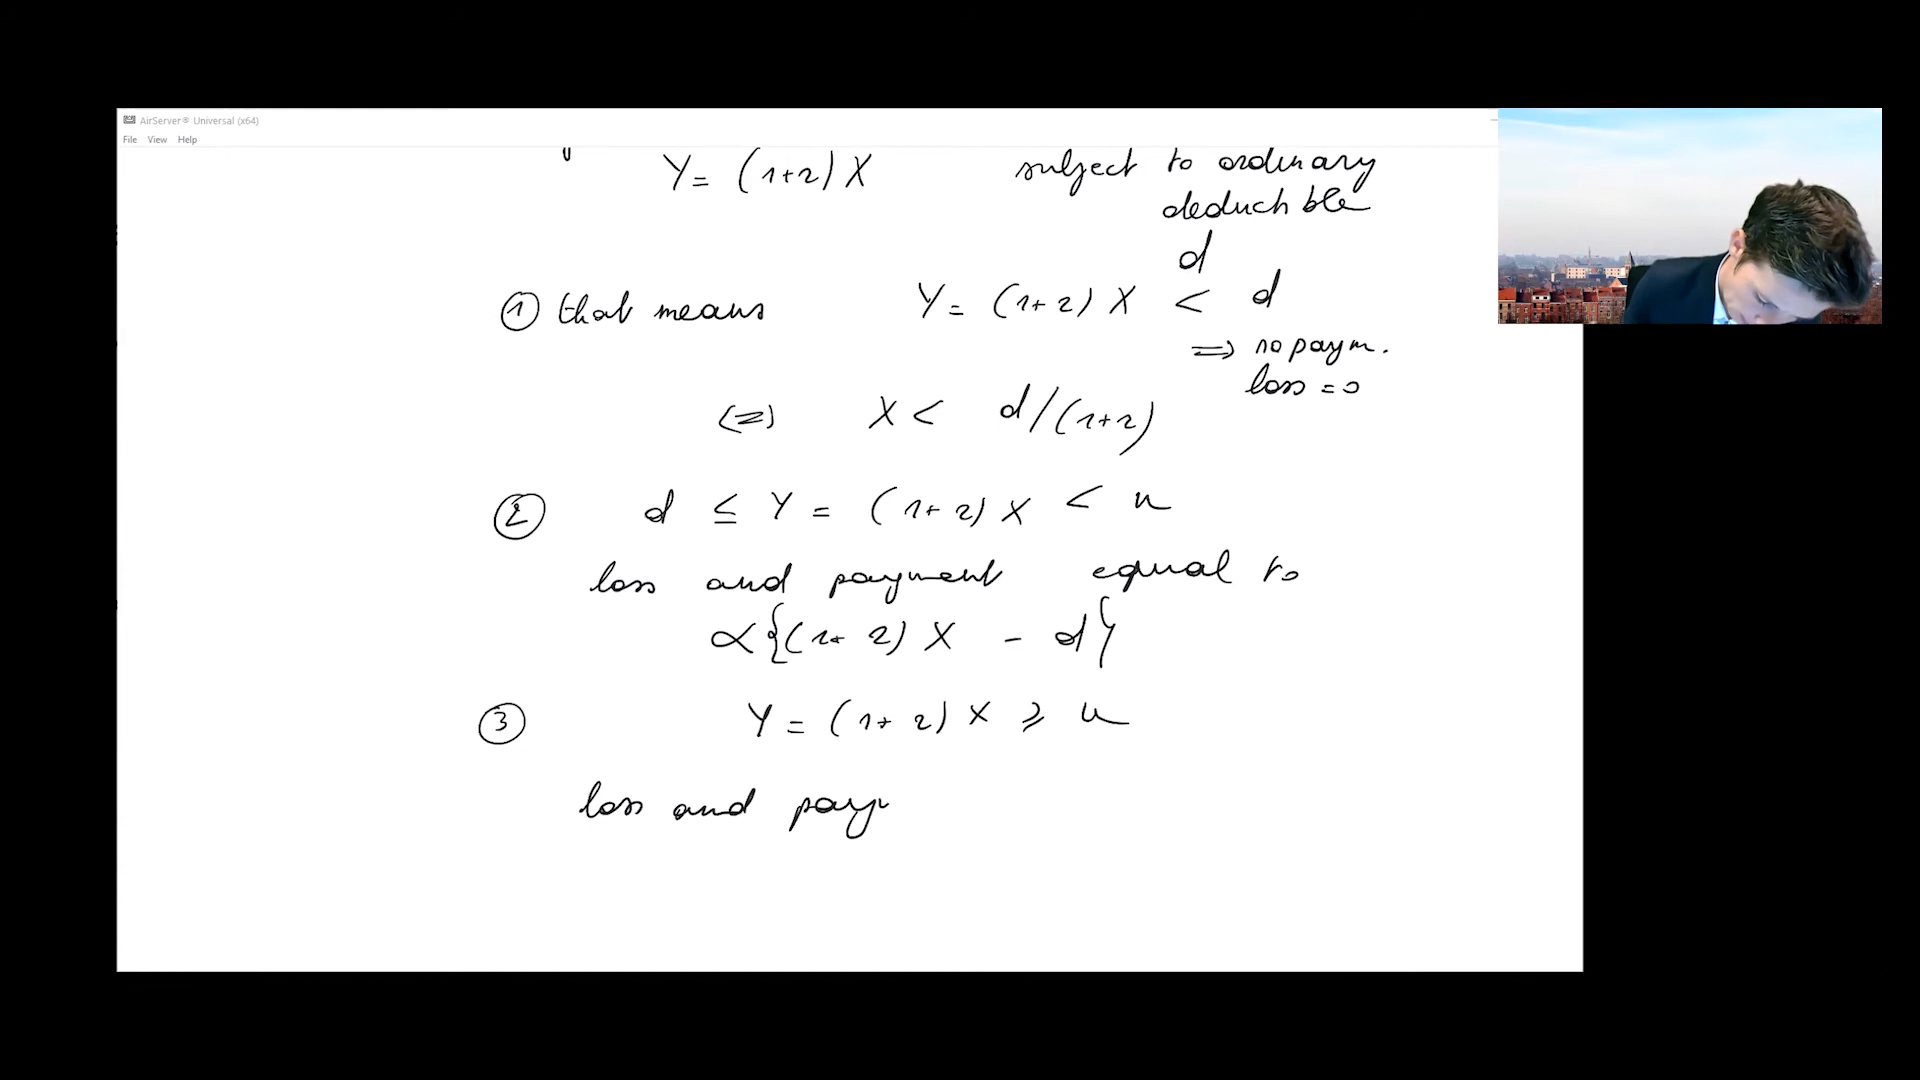 AirServer® Universal (x64)
File View Help
Y = (1+r) X subject to ordinary
deductible
d
① that means Y = (1+r) X < d
⇒ no paym.
loss = 0
⇔ X < d/(1+r)
② d ≤ Y = (1+r) X < u
loss and payment equal to
α{(1+r) X - d}
③ Y = (1+r) X ≥ u
loss and paym